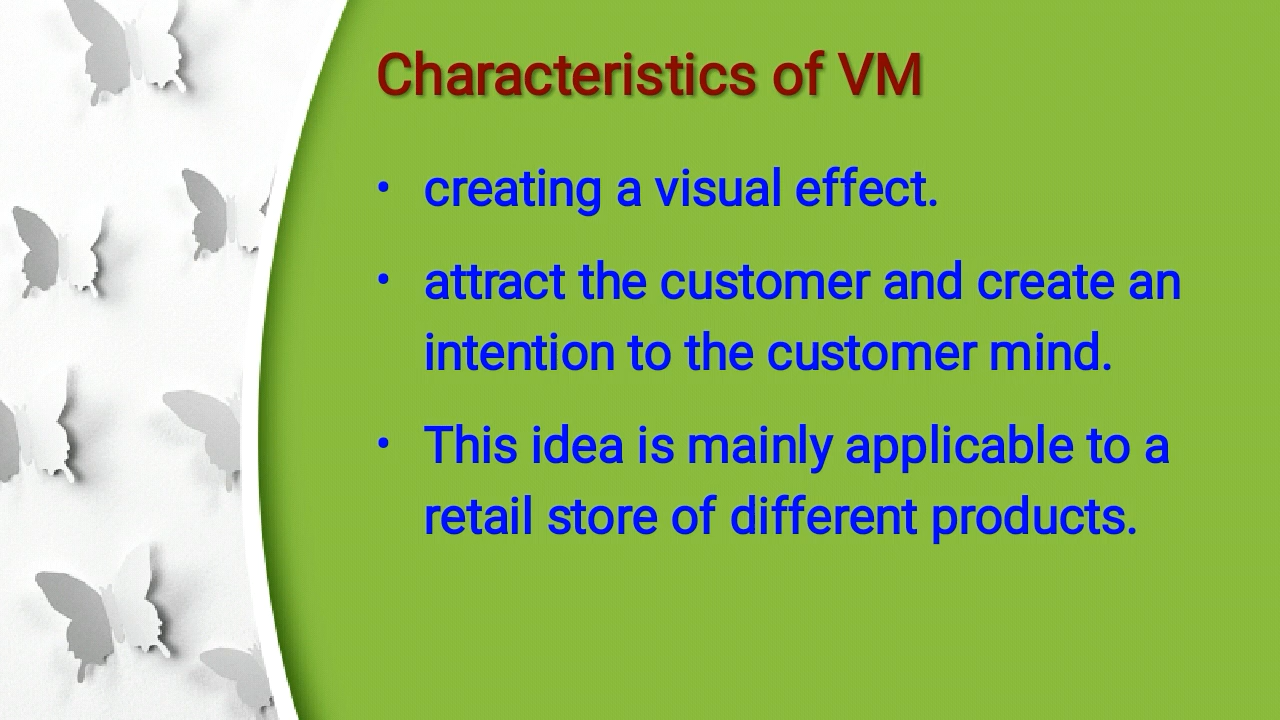 Characteristics of VM
• creating a visual effect.
• attract the customer and create an
intention to the customer mind.
• This idea is mainly applicable to a
retail store of different products.